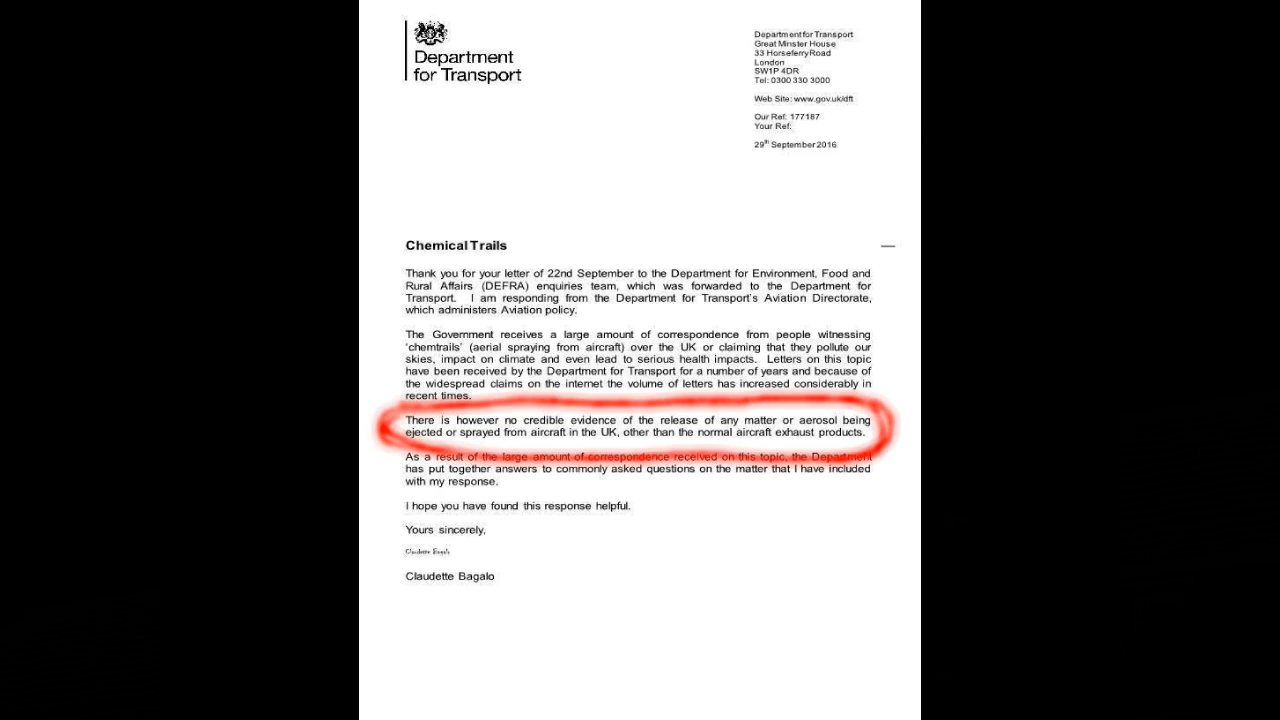 Department
for Transport
Department for Transport
Great Minster House
33 Horseferry Road
London
SW1P 4DR
Tel: 0300 330 3000
Web Site: www.gov.uk/dft
Our Ref. 177187
Your Ref:
29th September 2016
Chemical Trails
Thank you for your letter of 22nd September to the Department for Environment, Food and
Rural Affairs (DEFRA) enquiries team, which was forwarded to the Department for
Transport. I am responding from the Department for Transport's Aviation Directorate,
which administers Aviation policy.
The Government receives a large amount of correspondence from people witnessing
'chemtrails' (aerial spraying from aircraft) over the UK or claiming that they pollute our
skies, impact on climate and even lead to serious health impacts. Letters on this topic
have been received by the Department for Transport for a number of years and because of
the widespread claims on the internet the volume of letters has increased considerably in
recent times.
There is however no credible evidence of the release of any matter or aerosol being
ejected or sprayed from aircraft in the UK, other than the normal aircraft exhaust products.
As a result of the large amount of correspondence received on this topic, the Department
has put together answers to commonly asked questions on the matter that I have included
with my response.
I hope you have found this response helpful.
Yours sincerely,
Claudette Bagalo
Claudette Bagalo